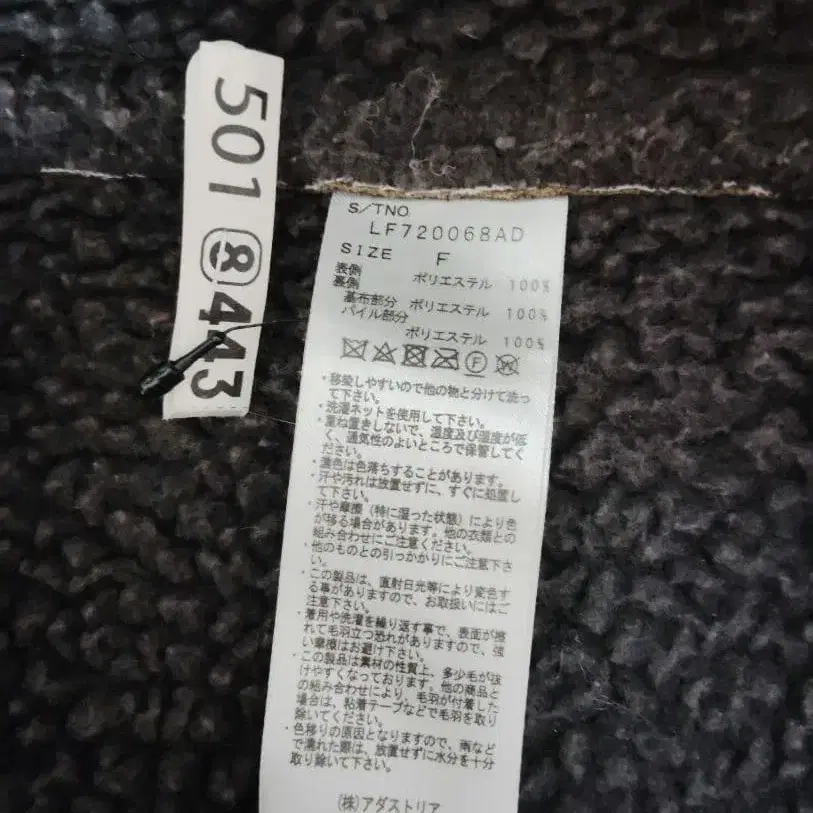 501 8 443
S/TNO.
LF720068AD
SIZE F
表側 ポリエステル 100%
裏側
基布部分 ポリエステル 100%
パイル部分
ポリエステル 100%
F
・移染しやすいので他の物と分けて洗っ
て下さい。
・洗濯ネットを使用して下さい。
・重ね置きしないで、温度及び湿度が低
く、通気性のよいところで保管してく
ださい。
・濃色は色落ちすることがあります。
・汗や汚れは放置せずに、すぐに処置し
て下さい。
・汗や摩擦（特に湿った状態）により色
が移る場合があります。他の衣類との
組み合わせにご注意ください。
・他のものとの引っかかりにご注意下さ
い。
・この製品は、直射日光等により変色す
る事がありますので、お取扱いにはご
注意下さい。
・着用や洗濯を繰り返す事で、表面が擦
れて毛羽立つ恐れがありますので、強
い摩擦はお避け下さい。
・この製品は素材の性質上、多少毛が抜
けやすくなっております。他の商品と
の組み合わせにより、毛羽が付着した
場合は、粘着テープなどで毛羽を取り
除いてください。
・色移りの原因となりますので、雨など
で濡れた際は、放置せずに水分を十分
取り除いて下さい。
(株)アダストリア